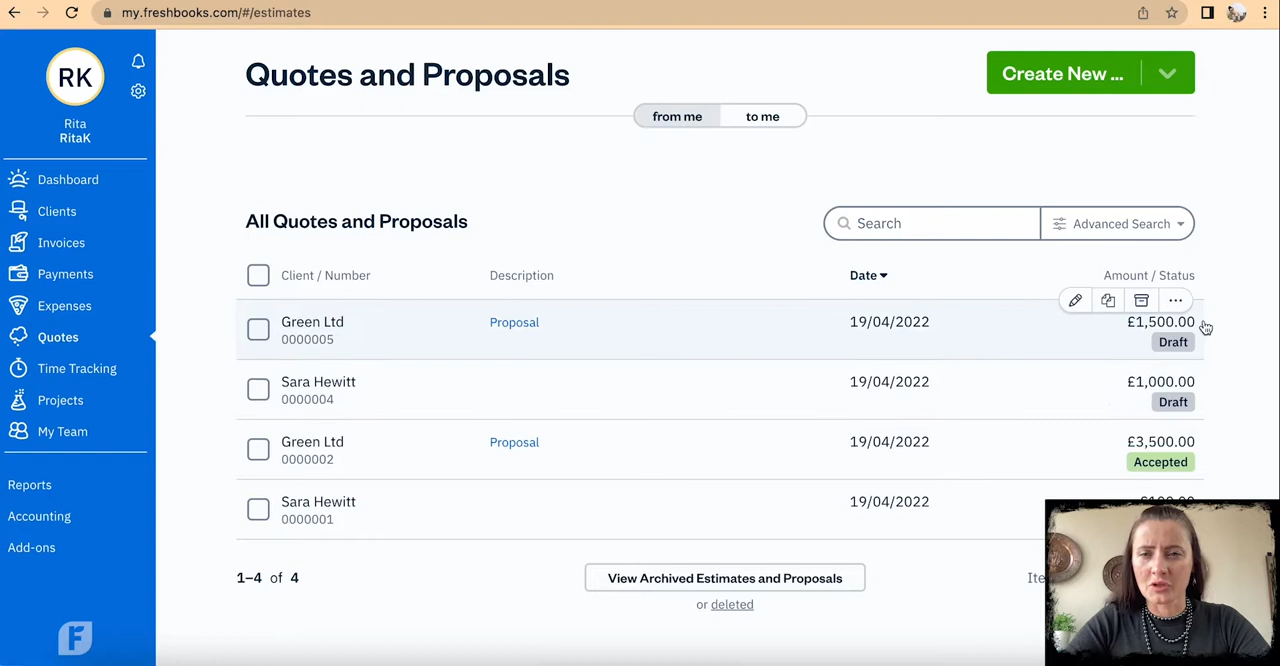 my.freshbooks.com/#/estimates
RK
Rita
RitaK
Dashboard
Clients
Invoices
Payments
Expenses
Quotes
Time Tracking
Projects
My Team
Reports
Accounting
Add-ons
F
Quotes and Proposals
Create New ...
from me
to me
All Quotes and Proposals
Search
Advanced Search
Client / Number
Description
Date
Amount / Status
Green Ltd
Proposal
19/04/2022
£1,500.00
0000005
Draft
Sara Hewitt
19/04/2022
£1,000.00
0000004
Draft
Green Ltd
Proposal
19/04/2022
£3,500.00
0000002
Accepted
Sara Hewitt
19/04/2022
0000001
1–4 of 4
View Archived Estimates and Proposals
or deleted